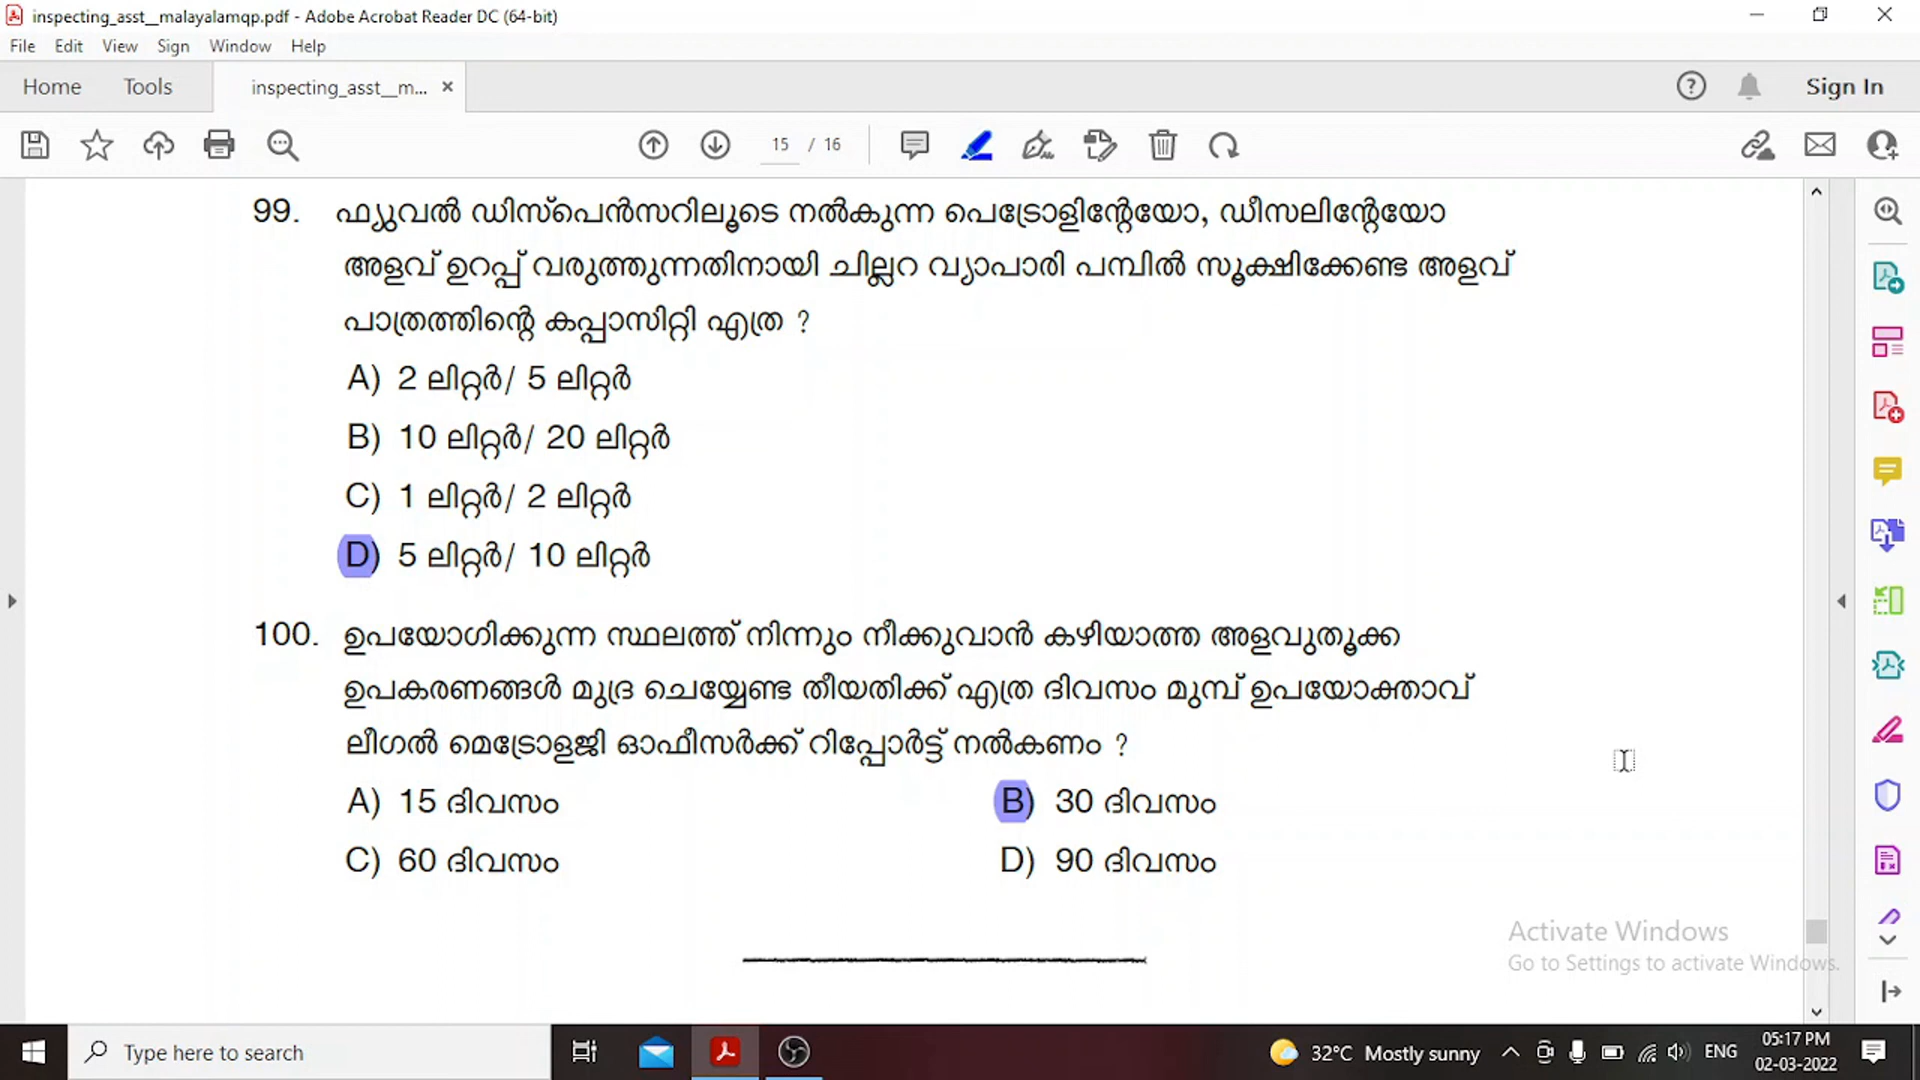 inspecting_asst__malayalamqp.pdf - Adobe Acrobat Reader DC (64-bit)
File Edit View Sign Window Help
Home Tools inspecting_asst__m... Sign In
15 / 16
99. ഫ്യുവൽ ഡിസ്പെൻസറിലൂടെ നൽകുന്ന പെട്രോളിന്റേയോ, ഡീസലിന്റേയോ
അളവ് ഉറപ്പ് വരുത്തുന്നതിനായി ചില്ലറ വ്യാപാരി പമ്പിൽ സൂക്ഷിക്കേണ്ട അളവ്
പാത്രത്തിന്റെ കപ്പാസിറ്റി എത്ര ?
A) 2 ലിറ്റർ/ 5 ലിറ്റർ
B) 10 ലിറ്റർ/ 20 ലിറ്റർ
C) 1 ലിറ്റർ/ 2 ലിറ്റർ
D) 5 ലിറ്റർ/ 10 ലിറ്റർ
100. ഉപയോഗിക്കുന്ന സ്ഥലത്ത് നിന്നും നീക്കുവാൻ കഴിയാത്ത അളവുതൂക്ക
ഉപകരണങ്ങൾ മുദ്ര ചെയ്യേണ്ട തീയതിക്ക് എത്ര ദിവസം മുമ്പ് ഉപയോക്താവ്
ലീഗൽ മെട്രോളജി ഓഫീസർക്ക് റിപ്പോർട്ട് നൽകണം ?
A) 15 ദിവസം B) 30 ദിവസം
C) 60 ദിവസം D) 90 ദിവസം
Activate Windows
Go to Settings to activate Windows.
Type here to search 32°C Mostly sunny ENG 05:17 PM
02-03-2022